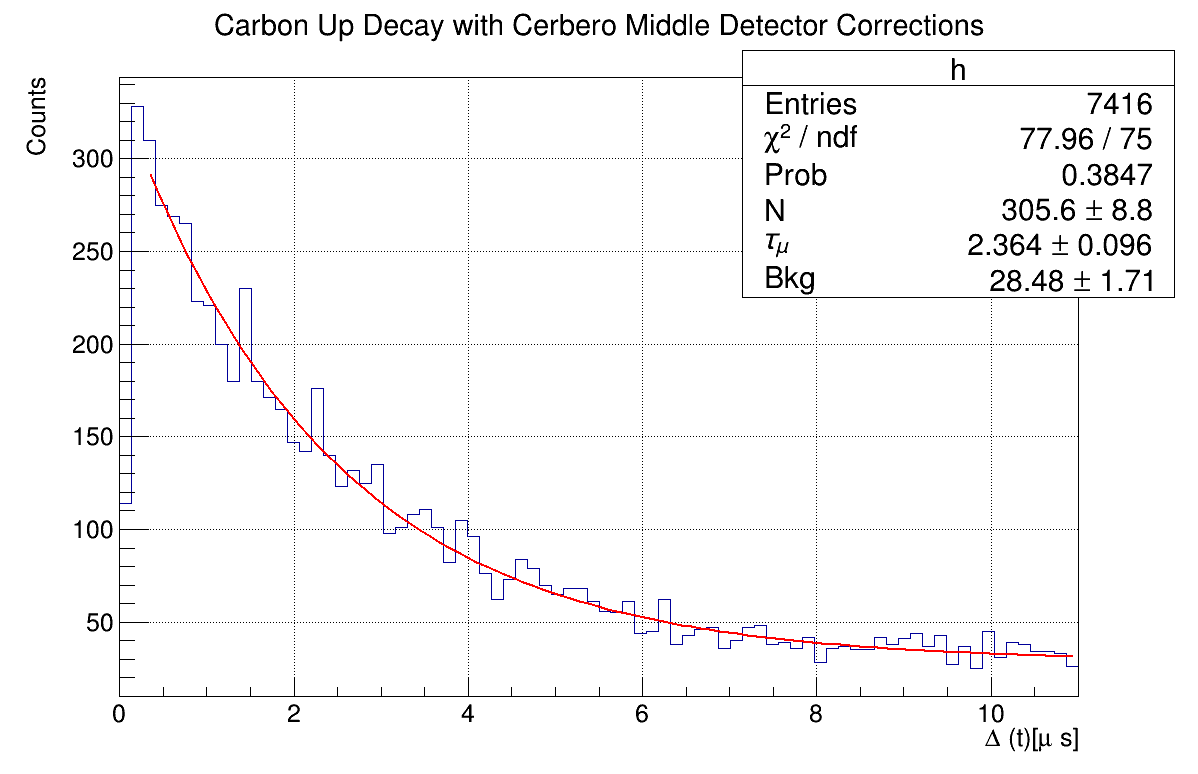 Carbon Up Decay with Cerbero Middle Detector Corrections
h
Entries 7416
χ² / ndf 77.96 / 75
Prob 0.3847
N 305.6 ± 8.8
τμ 2.364 ± 0.096
Bkg 28.48 ± 1.71
Counts
300
250
200
150
100
50
0 2 4 6 8 10
Δ (t)[μ s]